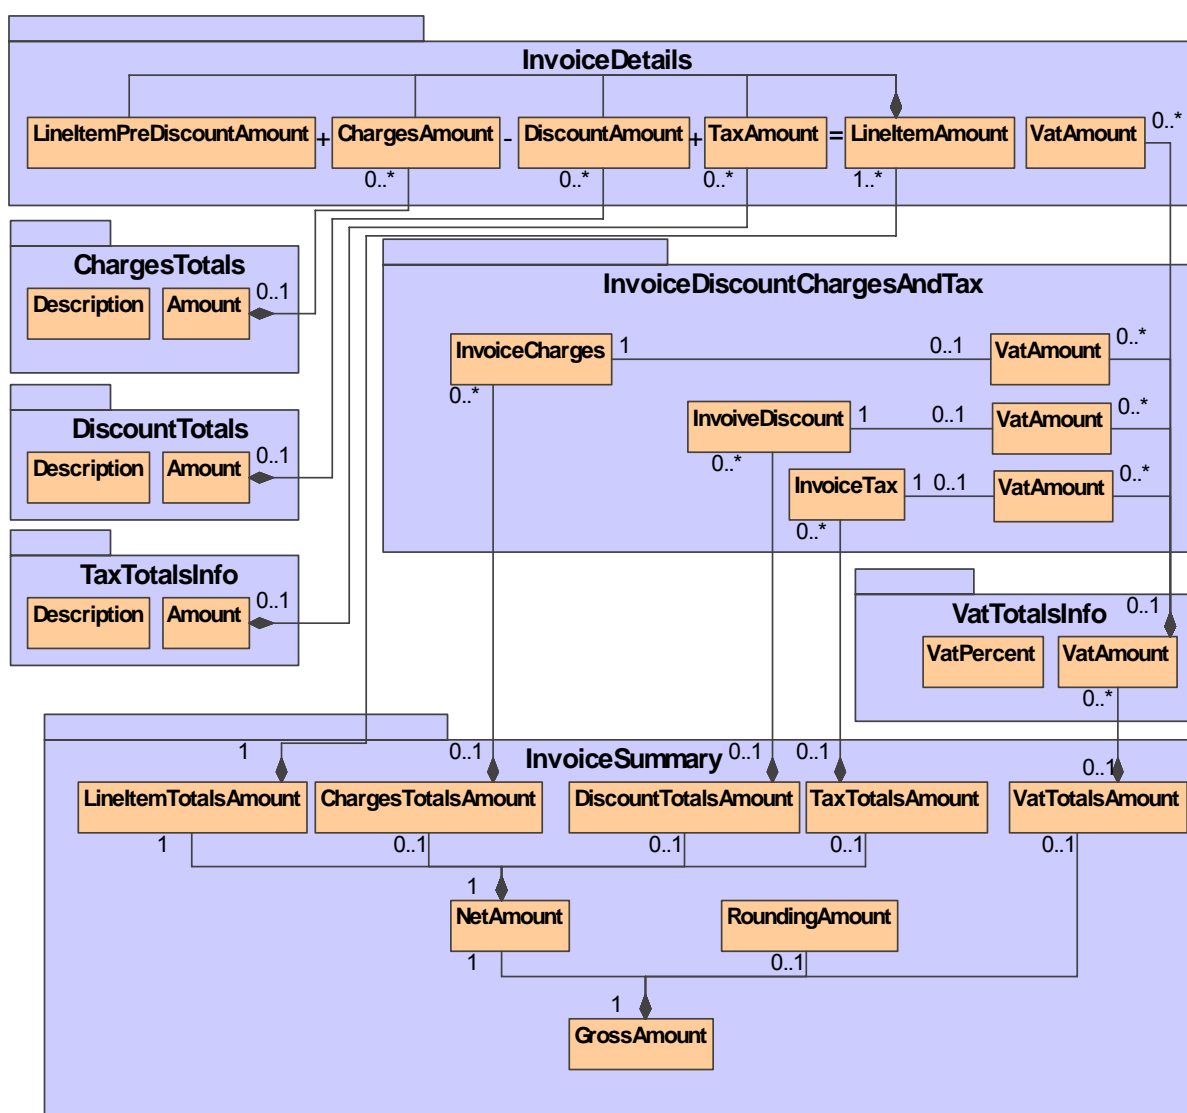 InvoiceDetails
LineItemPreDiscountAmount + ChargesAmount - DiscountAmount + TaxAmount = LineItemAmount VatAmount 0..*
0..* 0..* 0..* 1..*
ChargesTotals
Description Amount 0..1
InvoiceDiscountChargesAndTax
InvoiceCharges 1 0..1 VatAmount 0..*
0..*
DiscountTotals
Description Amount 0..1
InvoiveDiscount 1 0..1 VatAmount 0..*
0..*
InvoiceTax 1 0..1 VatAmount 0..*
0..*
TaxTotalsInfo
Description Amount 0..1
VatTotalsInfo 0..1
VatPercent VatAmount
0..*
InvoiceSummary
1 0..1 0..1 0..1 0..1
LineItemTotalsAmount ChargesTotalsAmount DiscountTotalsAmount TaxTotalsAmount VatTotalsAmount
1 0..1 0..1 0..1 0..1
1
NetAmount RoundingAmount
1 0..1
1
GrossAmount